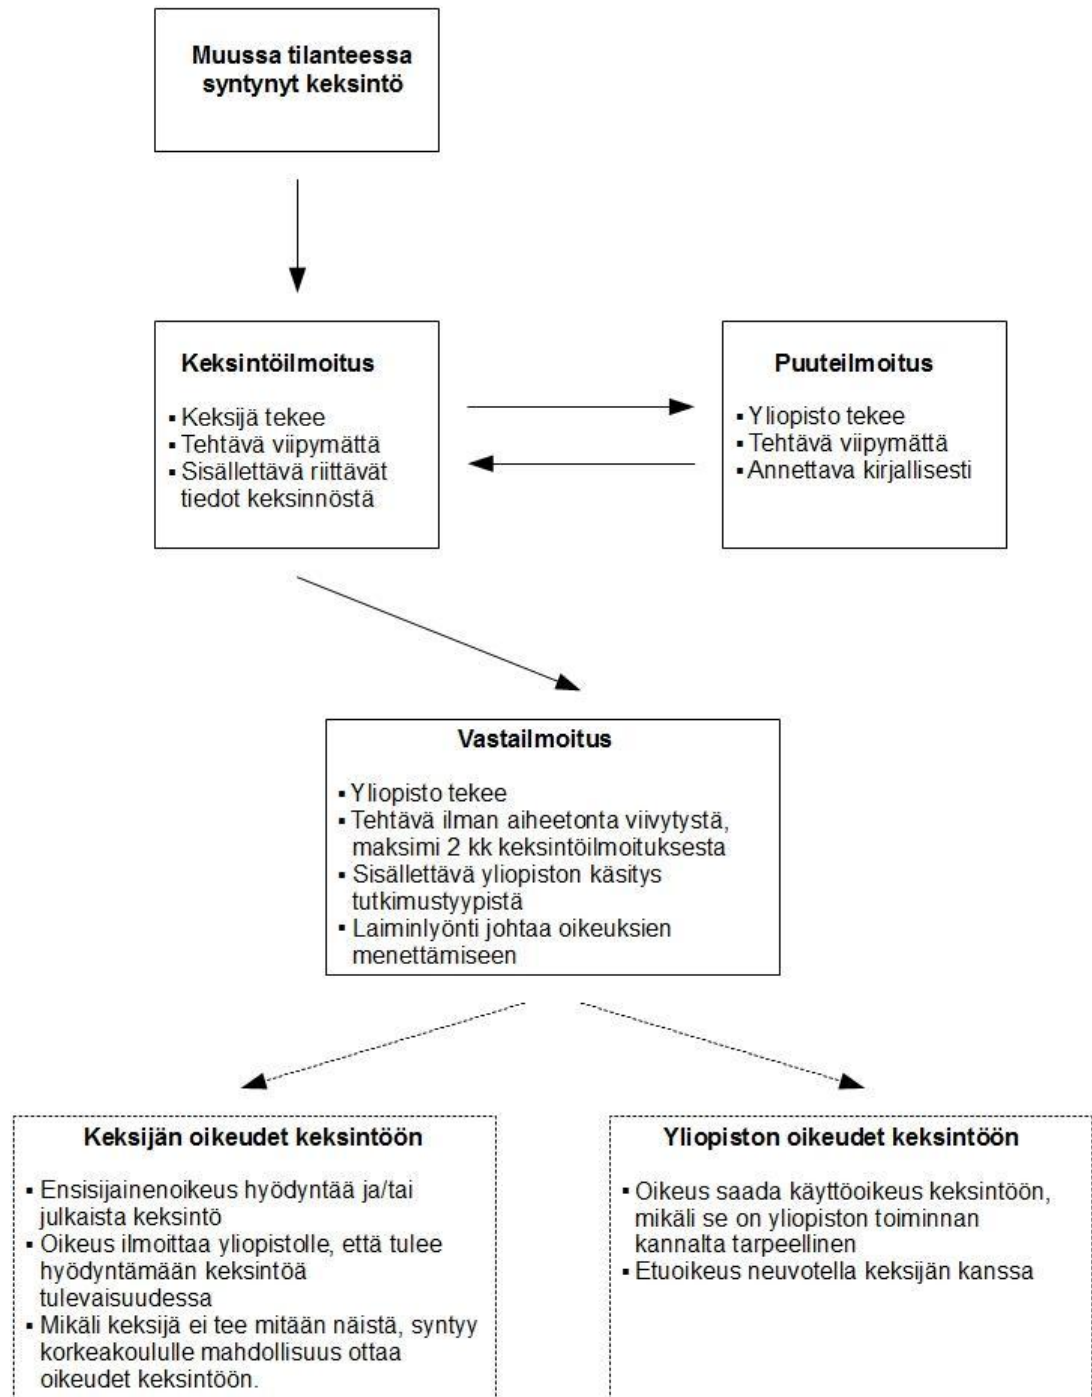 Muussa tilanteessa
syntynyt keksintö
Keksintöilmoitus
▪ Keksijä tekee
▪ Tehtävä viipymättä
▪ Sisällettävä riittävät
tiedot keksinnöstä
Puuteilmoitus
▪ Yliopisto tekee
▪ Tehtävä viipymättä
▪ Annettava kirjallisesti
Vastailmoitus
▪ Yliopisto tekee
▪ Tehtävä ilman aiheetonta viivytystä,
maksimi 2 kk keksintöilmoituksesta
▪ Sisällettävä yliopiston käsitys
tutkimustyypistä
▪ Laiminlyönti johtaa oikeuksien
menettämiseen
Keksijän oikeudet keksintöön
▪ Ensisijainenoikeus hyödyntää ja/tai
julkaista keksintö
▪ Oikeus ilmoittaa yliopistolle, että tulee
hyödyntämään keksintöä
tulevaisuudessa
▪ Mikäli keksijä ei tee mitään näistä, syntyy
korkeakoululle mahdollisuus ottaa
oikeudet keksintöön.
Yliopiston oikeudet keksintöön
▪ Oikeus saada käyttöoikeus keksintöön,
mikäli se on yliopiston toiminnan
kannalta tarpeellinen
▪ Etuoikeus neuvotella keksijän kanssa